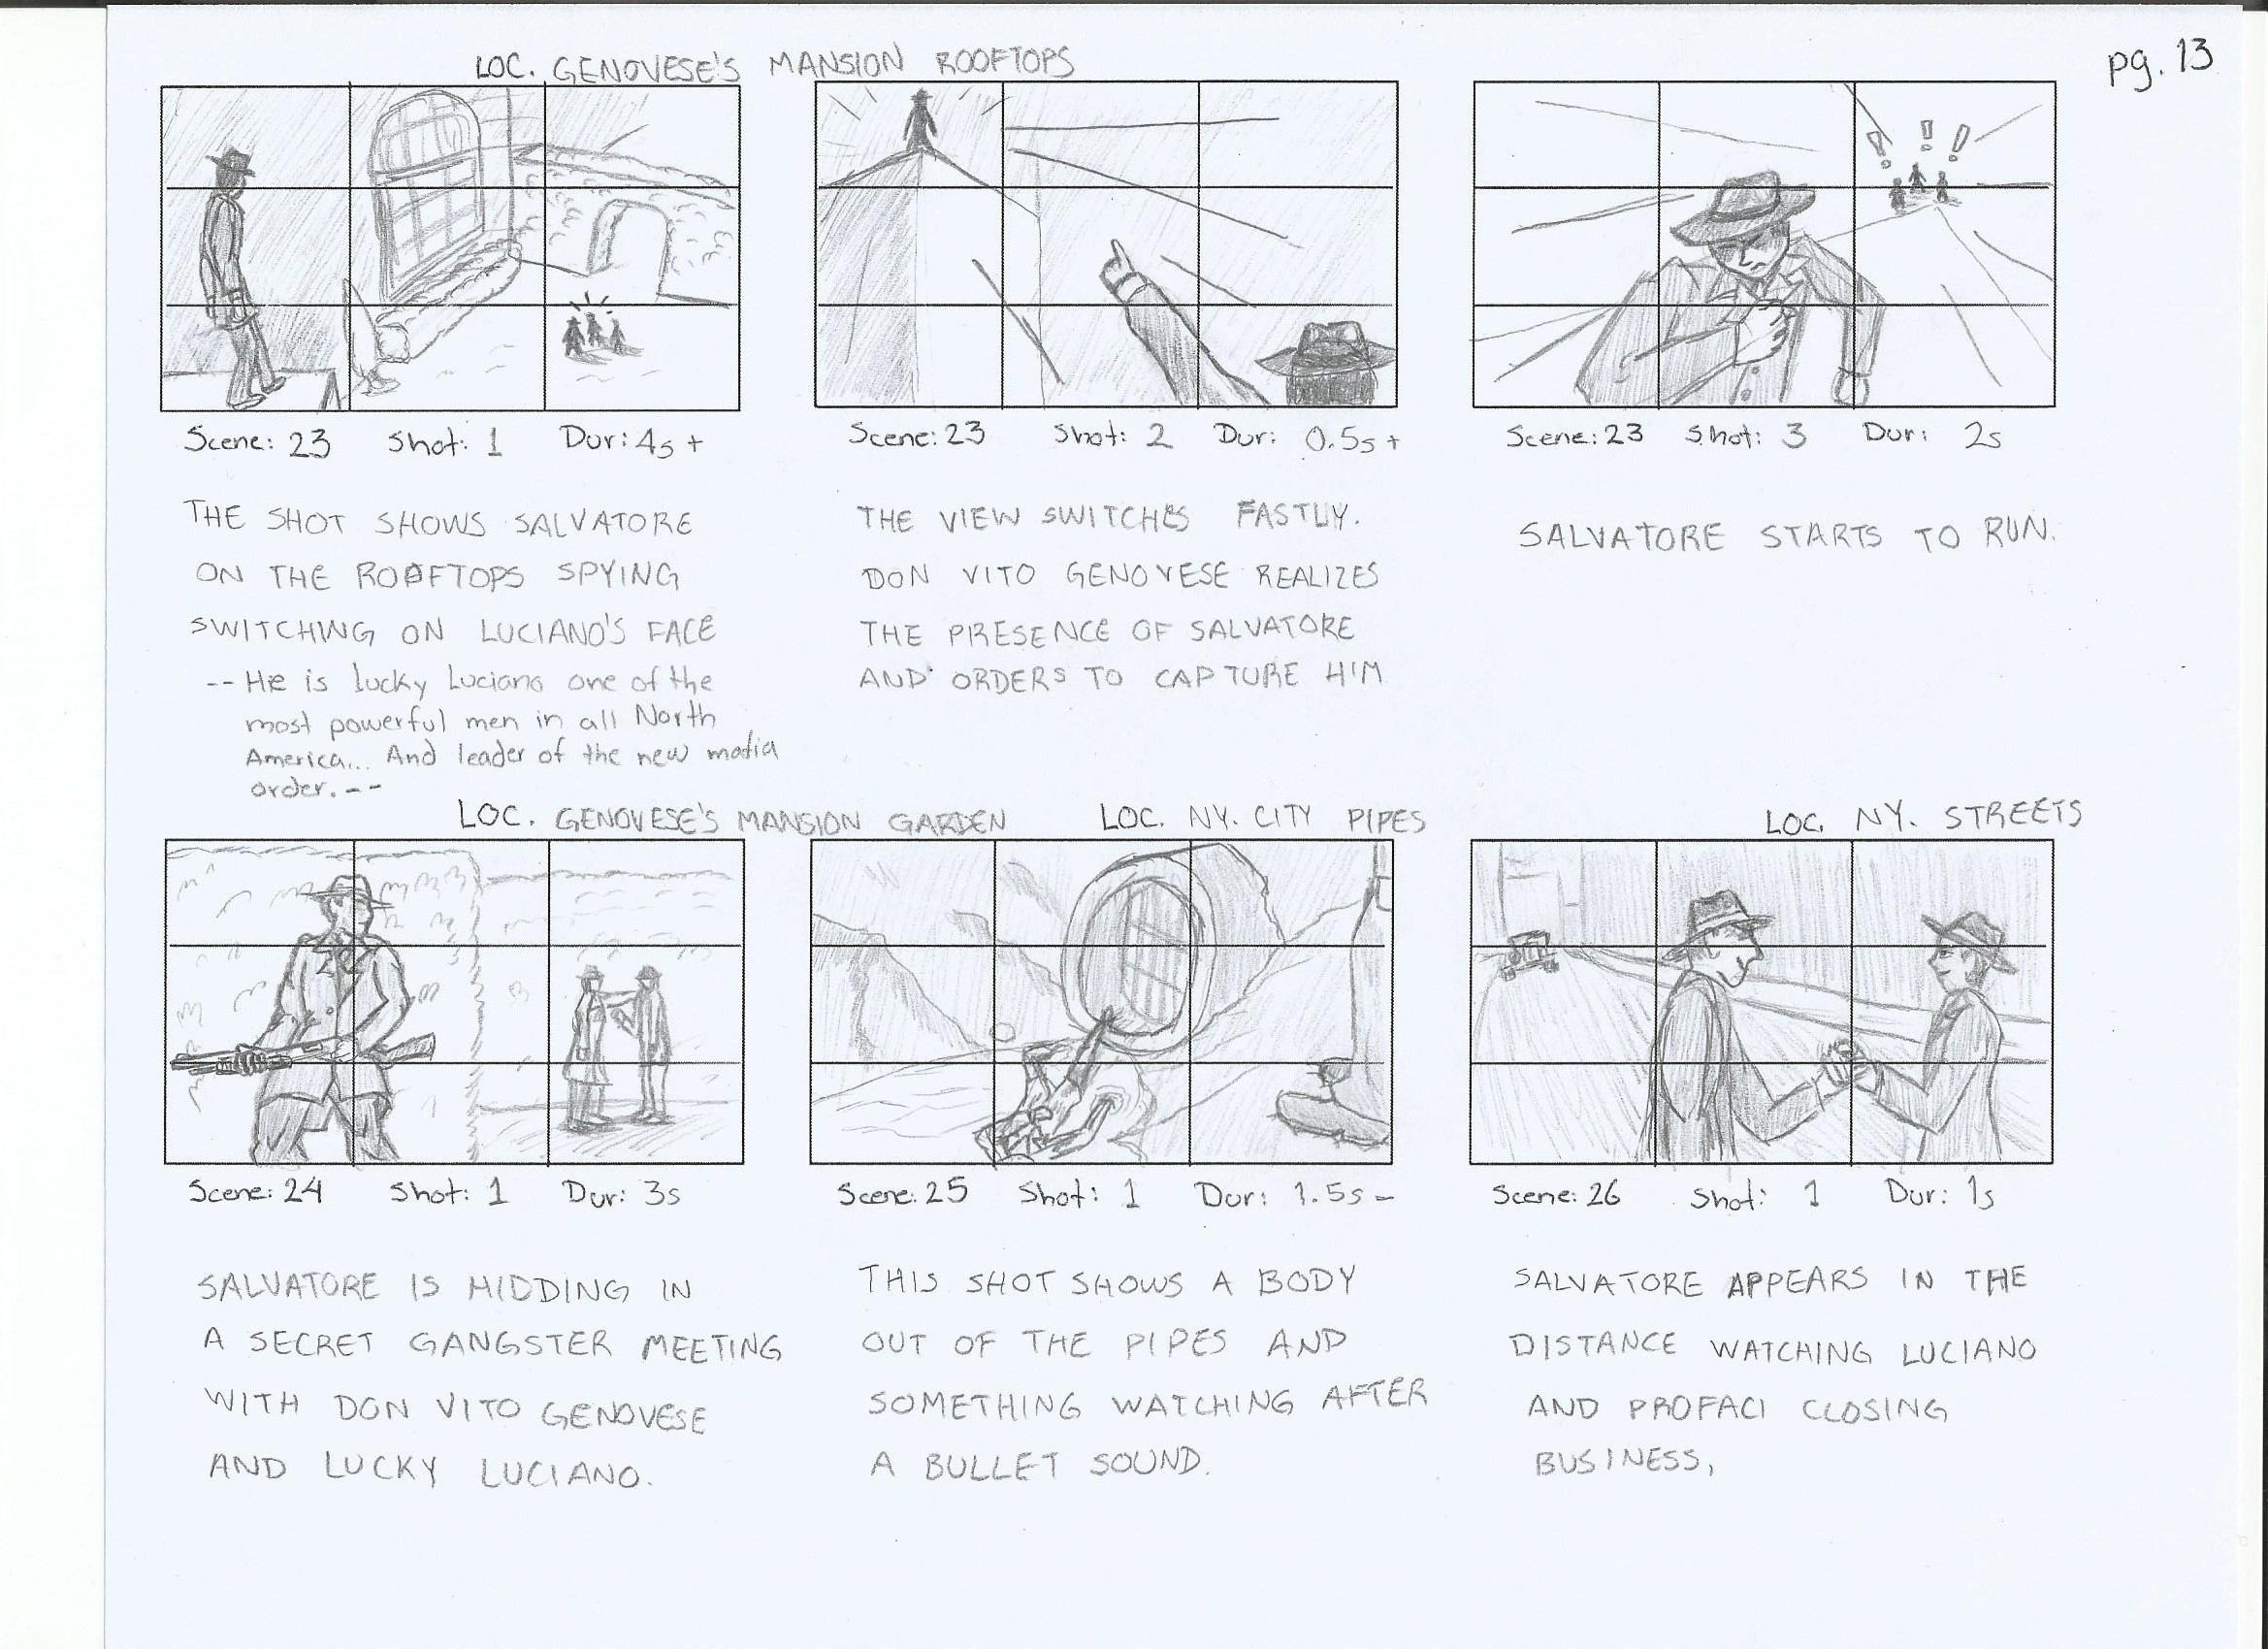 pg. 13
LOC. GENOVESE'S MANSION ROOFTOPS
Scene: 23 Shot: 1 Dur: 4s +
THE SHOT SHOWS SALVATORE
ON THE ROOFTOPS SPYING
SWITCHING ON LUCIANO'S FACE
-- He is lucky Luciano one of the
most powerful men in all North
America... And leader of the new mafia
order. --
Scene: 23 Shot: 2 Dur: 0.5s +
THE VIEW SWITCHES FASTLY.
DON VITO GENOVESE REALIZES
THE PRESENCE OF SALVATORE
AND ORDERS TO CAPTURE HIM
! ! !
Scene: 23 Shot: 3 Dur: 2s
SALVATORE STARTS TO RUN.
LOC. GENOVESE'S MANSION GARDEN
Scene: 24 Shot: 1 Dur: 3s
SALVATORE IS HIDDING IN
A SECRET GANGSTER MEETING
WITH DON VITO GENOVESE
AND LUCKY LUCIANO.
LOC. NY. CITY PIPES
Scene: 25 Shot: 1 Dur: 1.5s -
THIS SHOT SHOWS A BODY
OUT OF THE PIPES AND
SOMETHING WATCHING AFTER
A BULLET SOUND.
LOC. NY. STREETS
Scene: 26 Shot: 1 Dur: 1s
SALVATORE APPEARS IN THE
DISTANCE WATCHING LUCIANO
AND PROFACI CLOSING
BUSINESS,